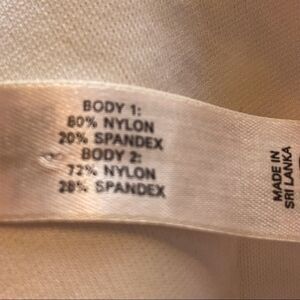 BODY 1:
80% NYLON
20% SPANDEX
BODY 2:
72% NYLON
28% SPANDEX
MADE IN
SRI LANKA